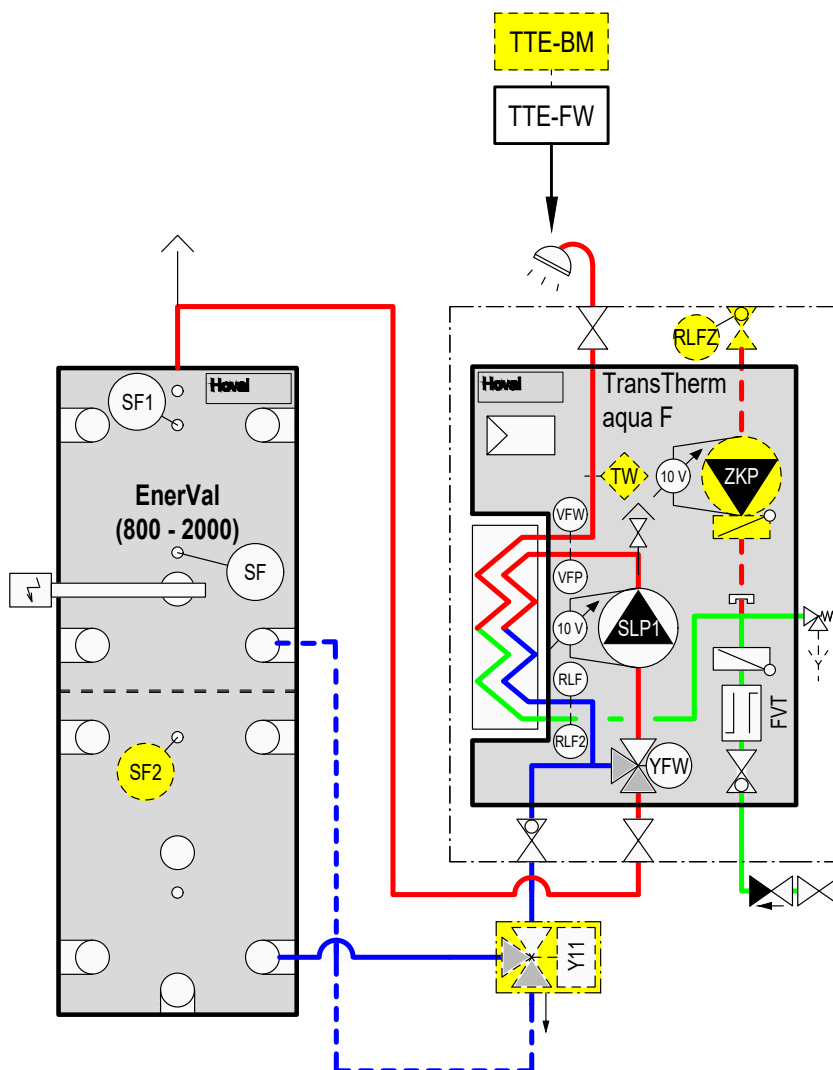 TTE-BM
TTE-FW
RLFZ
Hoval
SF1
Hoval
TransTherm
aqua F
EnerVal
(800 - 2000)
TW
10 V
ZKP
VFW
SF
VFP
10 V
SLP1
RLF
RLF2
YFW
FVT
SF2
Y11